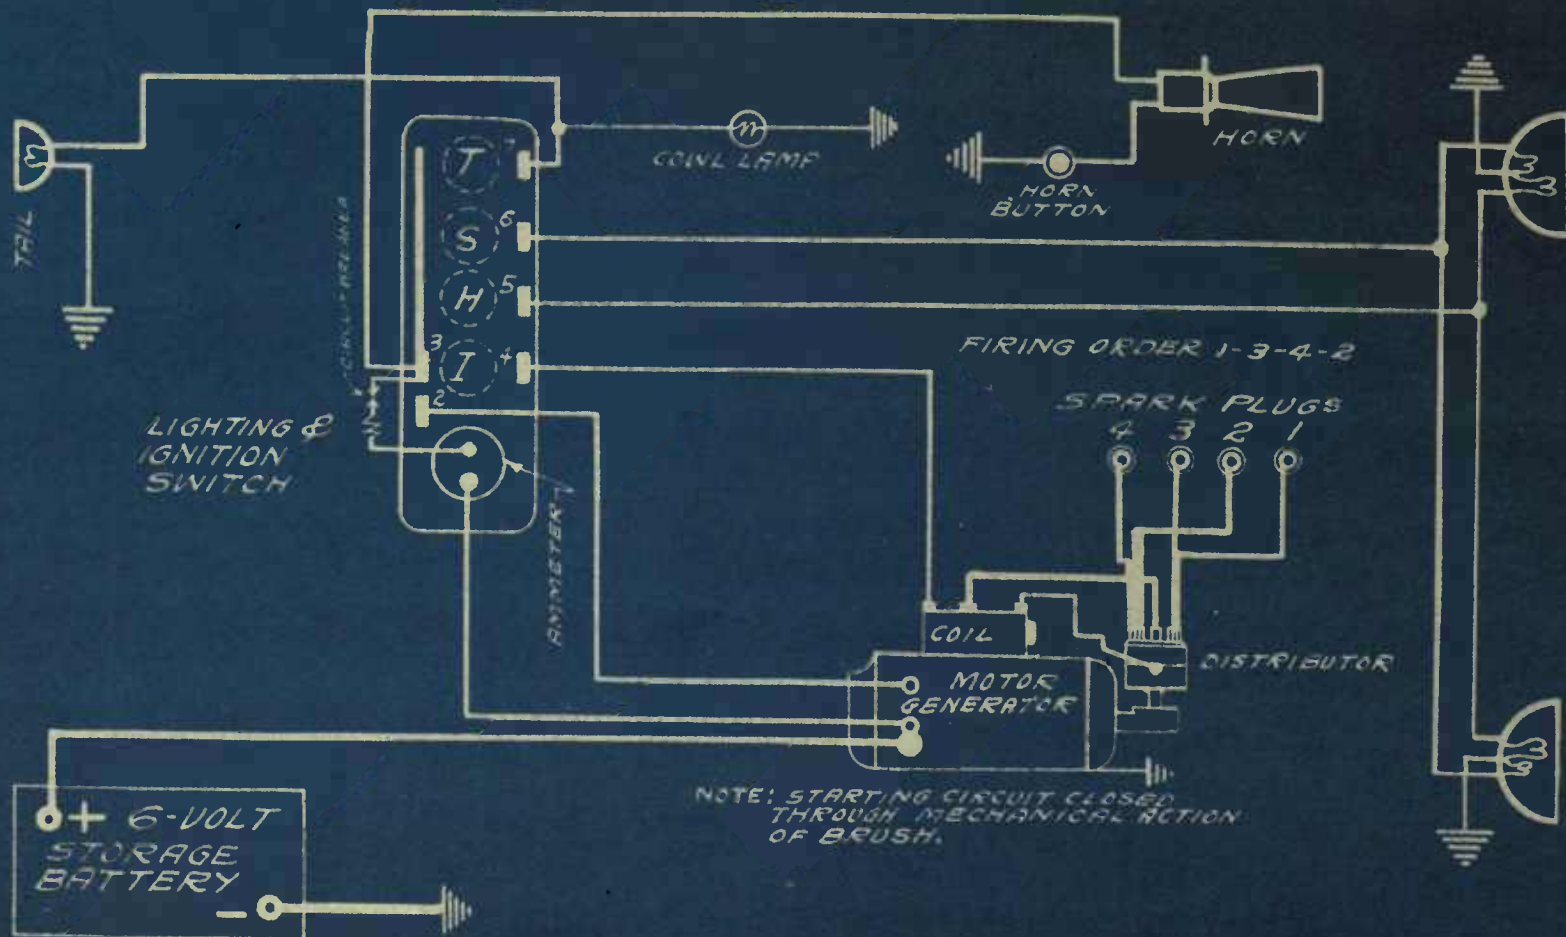 HORN
COWL LAMP
HORN
BUTTON
TAIL
T 7
S 6
H 5
3 I 4
2
CIRCUIT BREAKER
LIGHTING &
IGNITION
SWITCH
AMMETER
FIRING ORDER 1-3-4-2
SPARK PLUGS
4 3 2 1
COIL
DISTRIBUTOR
MOTOR
GENERATOR
NOTE: STARTING CIRCUIT CLOSED
THROUGH MECHANICAL ACTION
OF BRUSH.
+ 6-VOLT
STORAGE
BATTERY
-